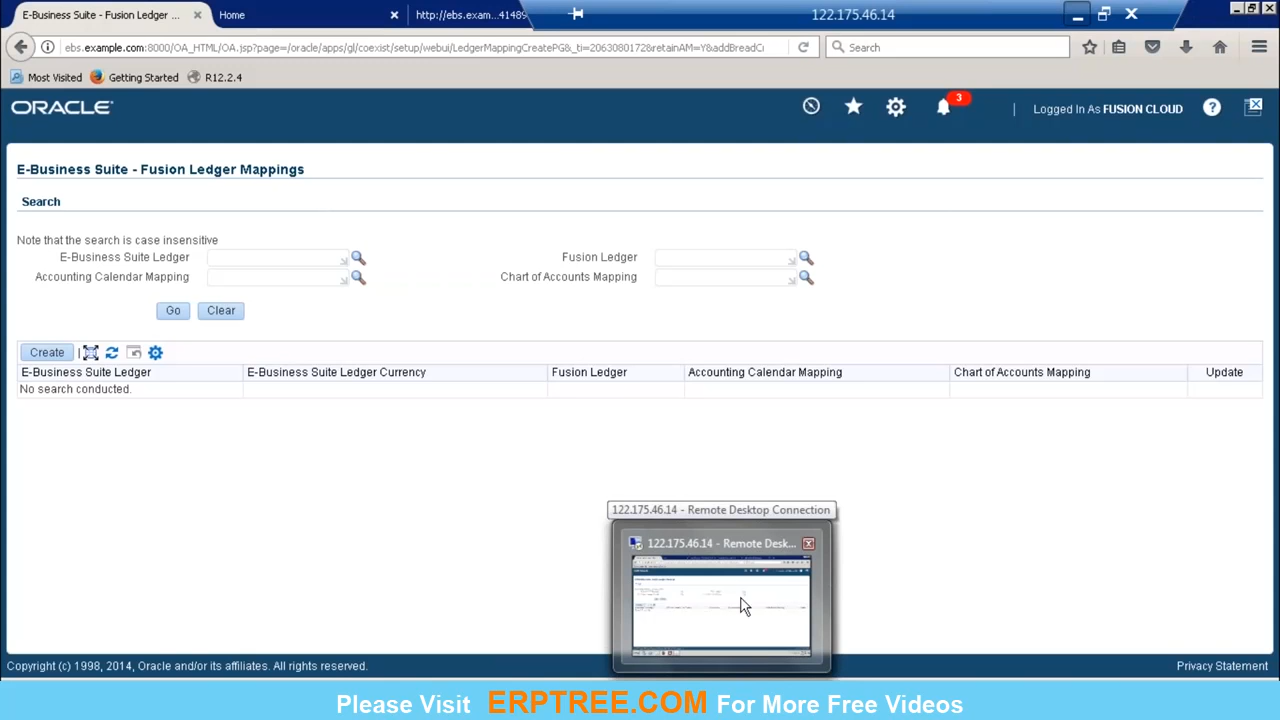 E-Business Suite - Fusion Ledger ...
Home
http://ebs.exam...41489
122.175.46.14
ebs.example.com:8000/OA_HTML/OA.jsp?page=/oracle/apps/gl/coexist/setup/webui/LedgerMappingCreatePG&_ti=2063080172&retainAM=Y&addBreadCr
Search
Most Visited
Getting Started
R12.2.4
ORACLE
3
Logged In As FUSION CLOUD
E-Business Suite - Fusion Ledger Mappings
Search
Note that the search is case insensitive
E-Business Suite Ledger
Fusion Ledger
Accounting Calendar Mapping
Chart of Accounts Mapping
Go
Clear
Create
E-Business Suite Ledger
E-Business Suite Ledger Currency
Fusion Ledger
Accounting Calendar Mapping
Chart of Accounts Mapping
Update
No search conducted.
122.175.46.14 - Remote Desktop Connection
122.175.46.14 - Remote Desk...
Copyright (c) 1998, 2014, Oracle and/or its affiliates. All rights reserved.
Privacy Statement
Please Visit ERPTREE.COM For More Free Videos